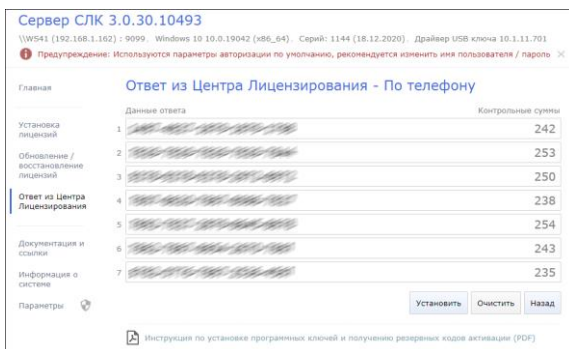 Сервер СЛК 3.0.30.10493
\\W541 (192.168.1.162) : 9099. Windows 10 10.0.19042 (x86_64). Серий: 1144 (18.12.2020). Драйвер USB ключа 10.1.11.701
Предупреждение: Используются параметры авторизации по умолчанию, рекомендуется изменить имя пользователя / пароль
Главная
Установка
лицензий
Обновление /
восстановление
лицензий
Ответ из Центра
Лицензирования
Документация и
ссылки
Информация о
системе
Параметры
Ответ из Центра Лицензирования - По телефону
Данные ответа Контрольные суммы
1 242
2 253
3 250
4 238
5 254
6 243
7 235
Установить Очистить Назад
Инструкция по установке программных ключей и получению резервных кодов активации (PDF)